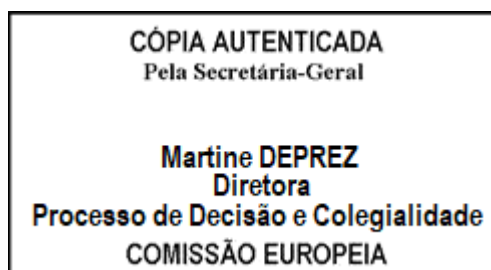 CÓPIA AUTENTICADA
Pela Secretária-Geral
Martine DEPREZ
Diretora
Processo de Decisão e Colegialidade
COMISSÃO EUROPEIA